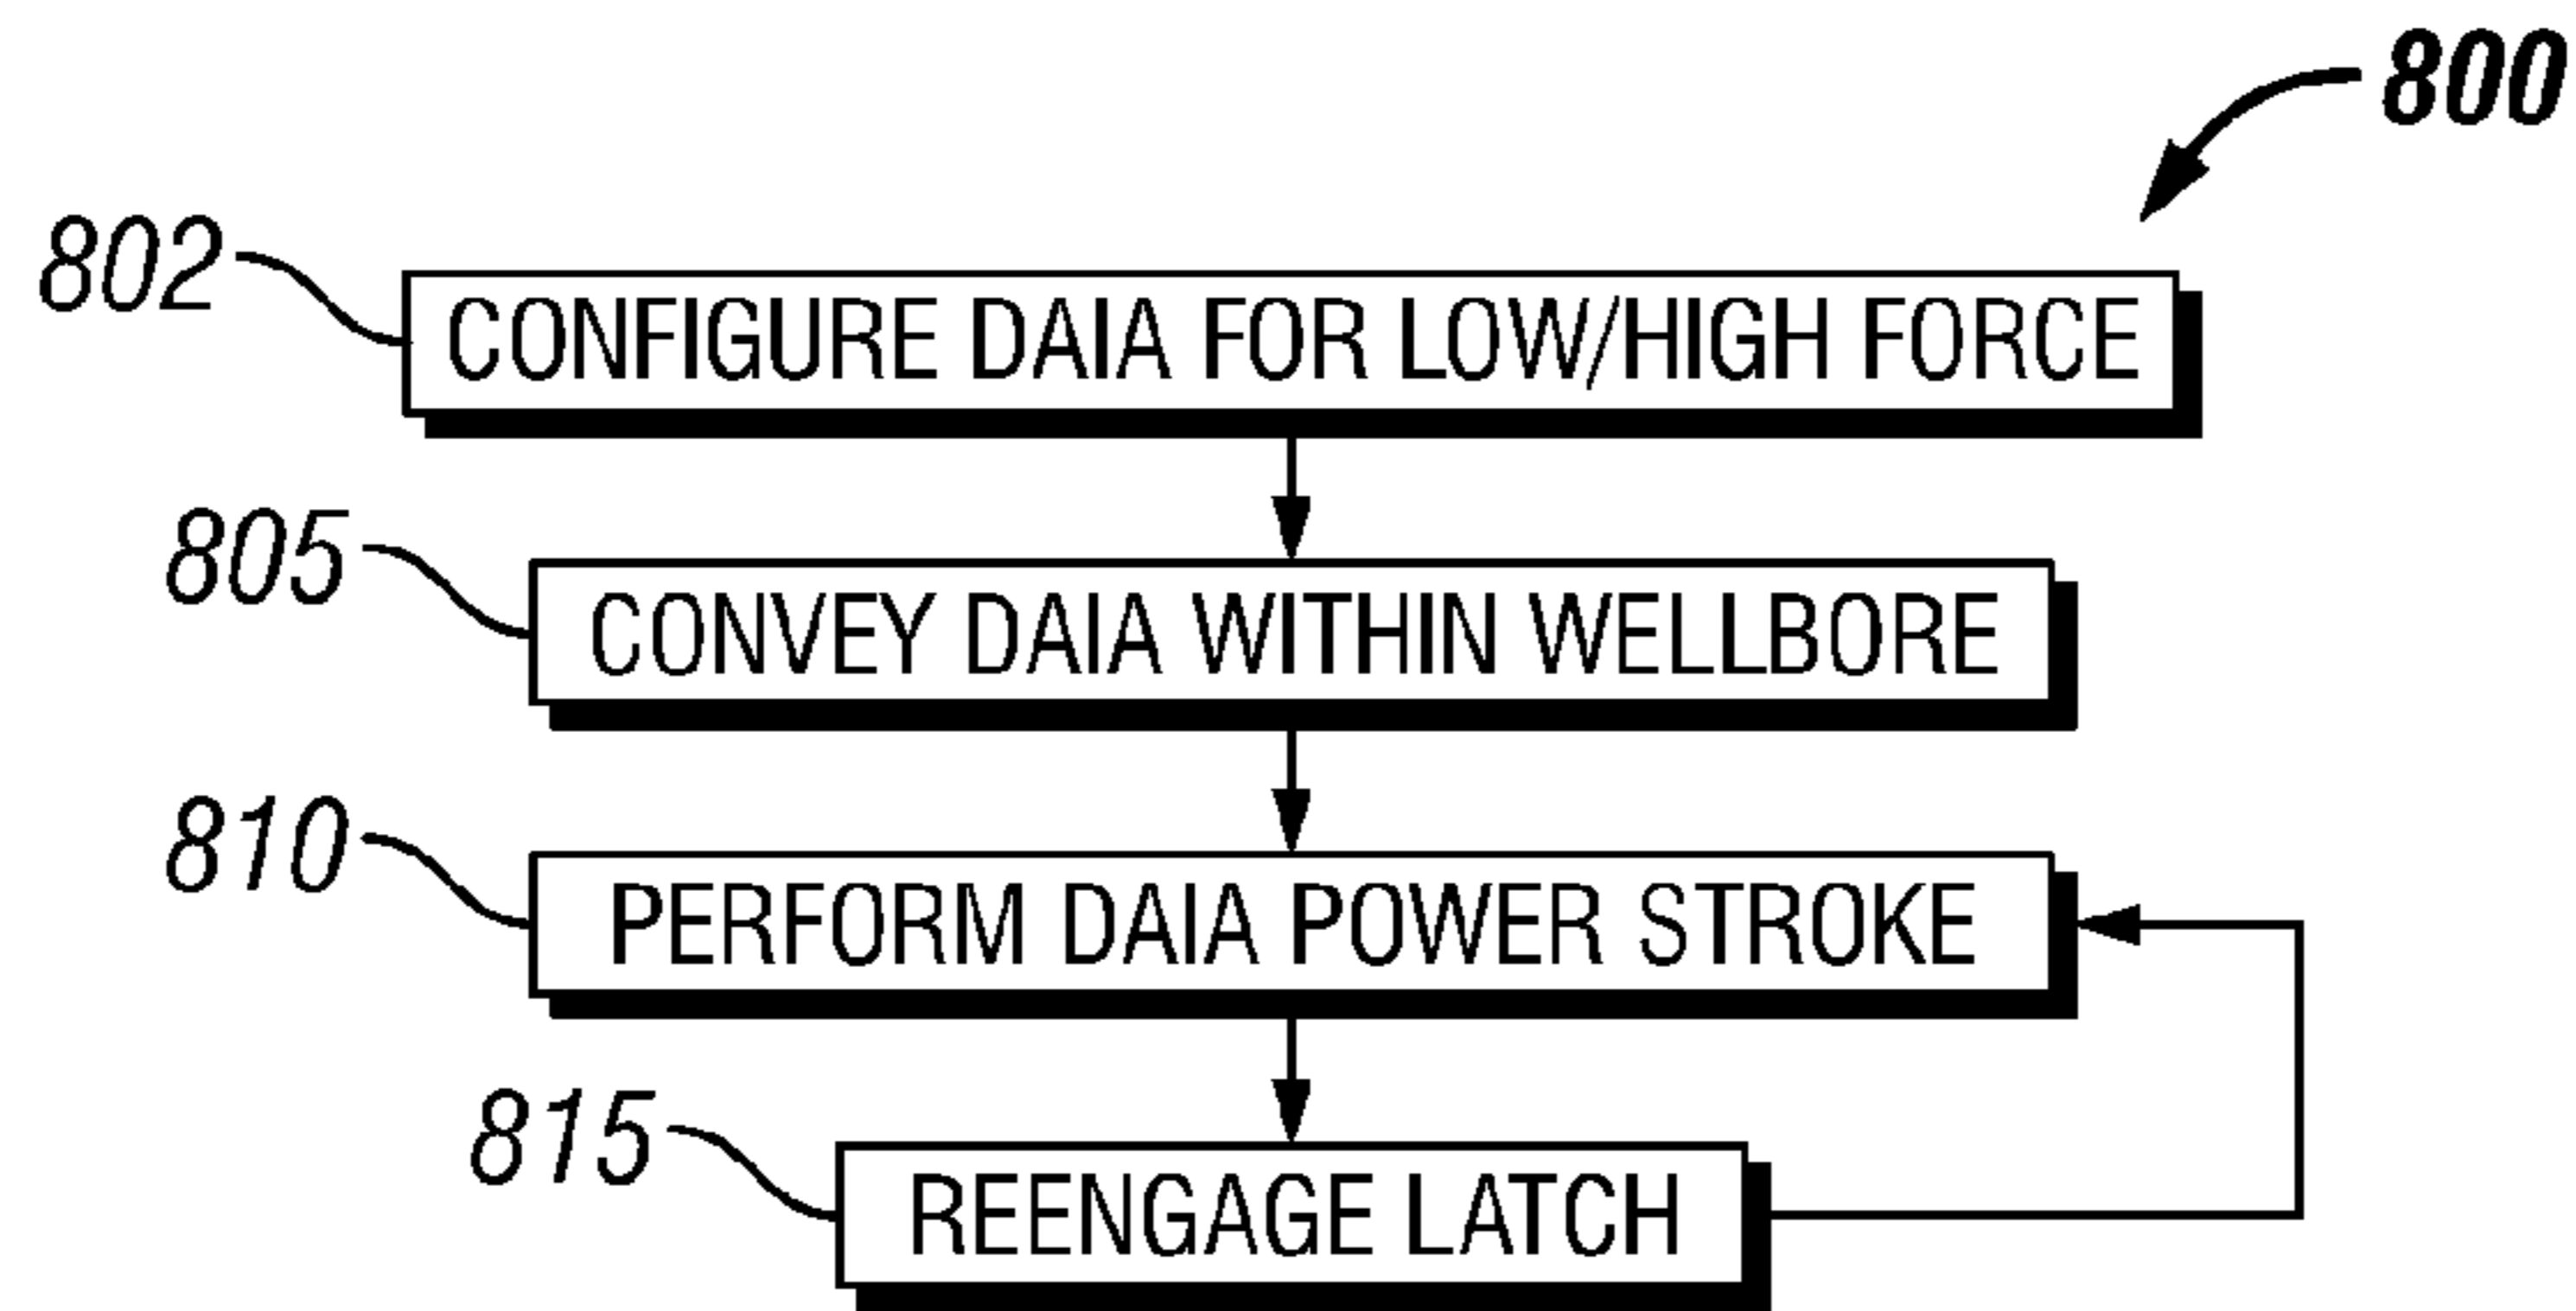 800
802
CONFIGURE DAIA FOR LOW/HIGH FORCE
805
CONVEY DAIA WITHIN WELLBORE
810
PERFORM DAIA POWER STROKE
815
REENGAGE LATCH